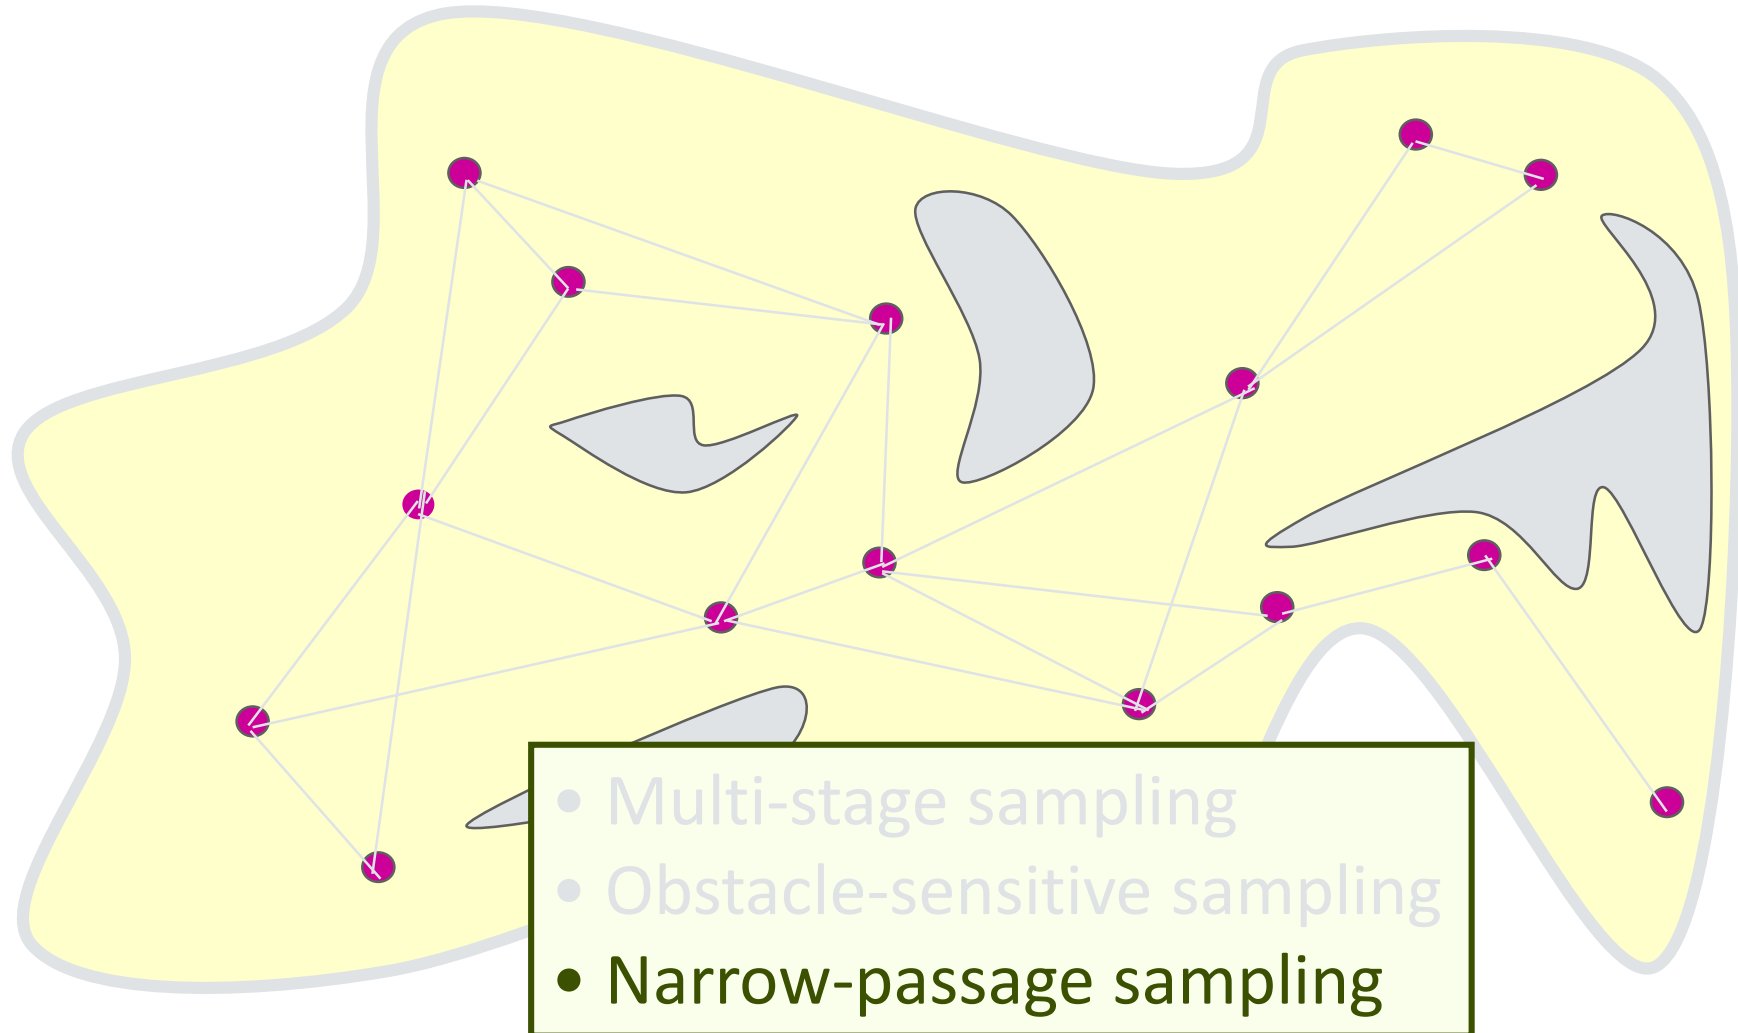 • Multi-stage sampling
• Obstacle-sensitive sampling
• Narrow-passage sampling